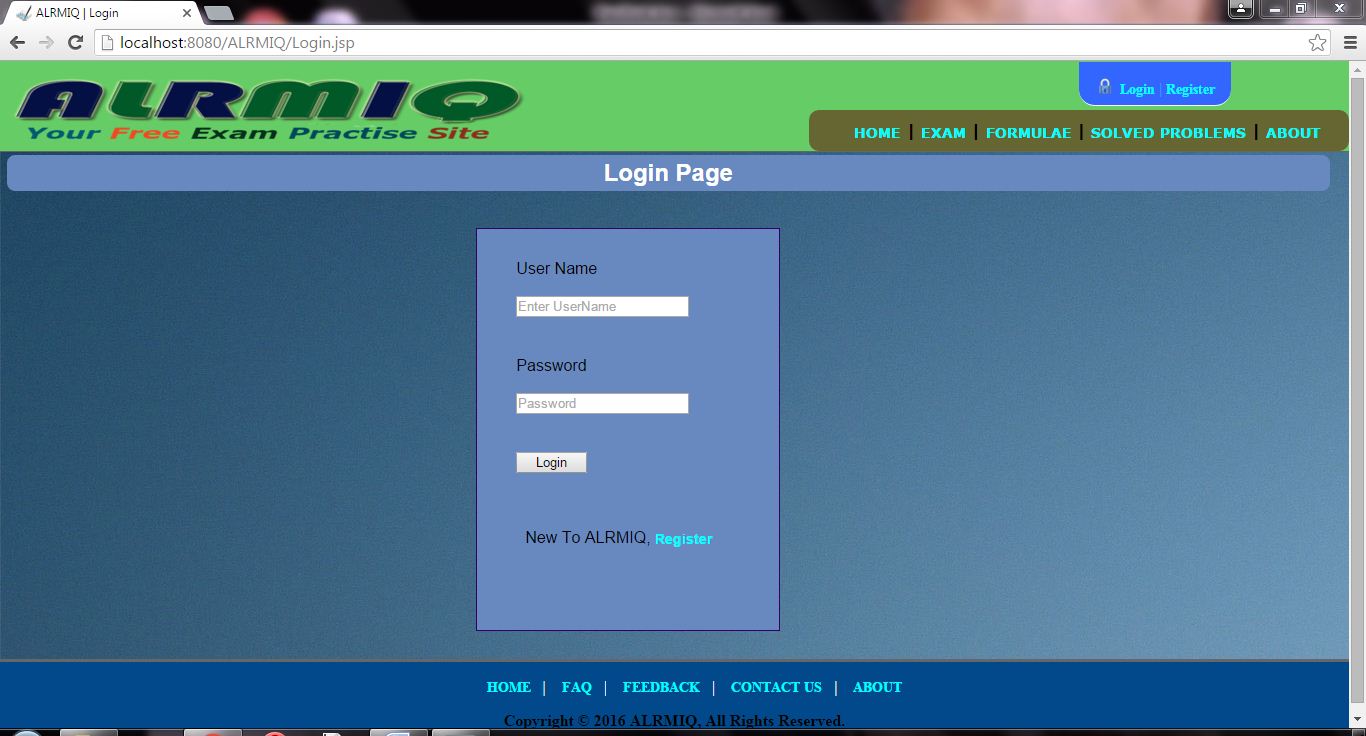 ALRMIQ | Login
localhost:8080/ALRMIQ/Login.jsp
ALRMIQ
Your Free Exam Practise Site
Login | Register
HOME | EXAM | FORMULAE | SOLVED PROBLEMS | ABOUT
Login Page
User Name
Enter UserName
Password
Password
Login
New To ALRMIQ, Register
HOME | FAQ | FEEDBACK | CONTACT US | ABOUT
Copyright © 2016 ALRMIQ, All Rights Reserved.